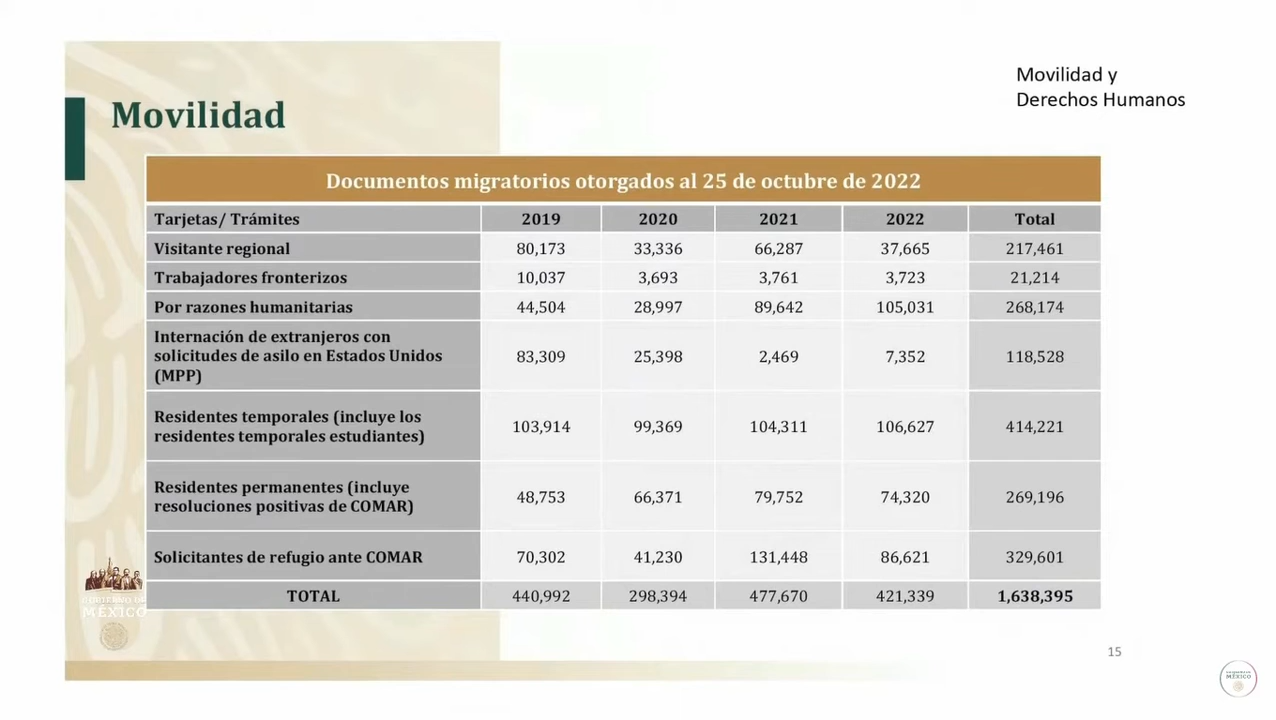 Movilidad y
Derechos Humanos
Movilidad
Documentos migratorios otorgados al 25 de octubre de 2022
Tarjetas/ Trámites 2019 2020 2021 2022 Total
Visitante regional 80,173 33,336 66,287 37,665 217,461
Trabajadores fronterizos 10,037 3,693 3,761 3,723 21,214
Por razones humanitarias 44,504 28,997 89,642 105,031 268,174
Internación de extranjeros con
solicitudes de asilo en Estados Unidos
(MPP)
83,309 25,398 2,469 7,352 118,528
Residentes temporales (incluye los
residentes temporales estudiantes)
103,914 99,369 104,311 106,627 414,221
Residentes permanentes (incluye
resoluciones positivas de COMAR)
48,753 66,371 79,752 74,320 269,196
Solicitantes de refugio ante COMAR 70,302 41,230 131,448 86,621 329,601
TOTAL 440,992 298,394 477,670 421,339 1,638,395
GOBIERNO DE
MÉXICO
15
MÉXICO